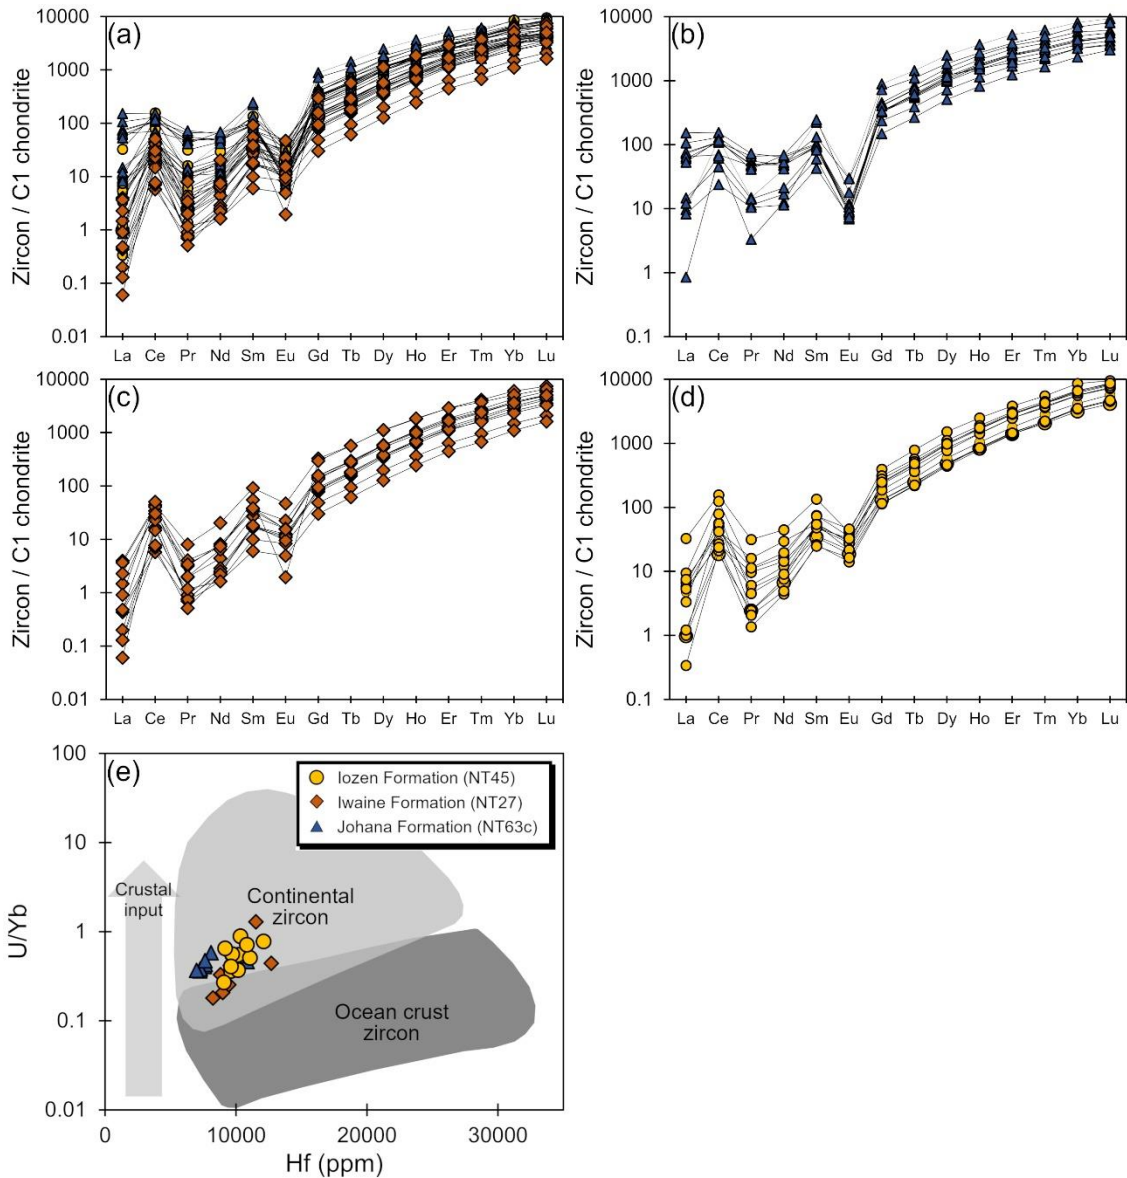 (a)
Zircon / C1 chondrite
10000
1000
100
10
1
0.1
0.01
La Ce Pr Nd Sm Eu Gd Tb Dy Ho Er Tm Yb Lu
(b)
Zircon / C1 chondrite
10000
1000
100
10
1
0.1
La Ce Pr Nd Sm Eu Gd Tb Dy Ho Er Tm Yb Lu
(c)
Zircon / C1 chondrite
10000
1000
100
10
1
0.1
0.01
La Ce Pr Nd Sm Eu Gd Tb Dy Ho Er Tm Yb Lu
(d)
Zircon / C1 chondrite
10000
1000
100
10
1
0.1
La Ce Pr Nd Sm Eu Gd Tb Dy Ho Er Tm Yb Lu
(e)
U/Yb
100
10
1
0.1
0.01
Iozen Formation (NT45)
Iwaine Formation (NT27)
Johana Formation (NT63c)
Crustal
input
Continental
zircon
Ocean crust
zircon
0 10000 20000 30000
Hf (ppm)